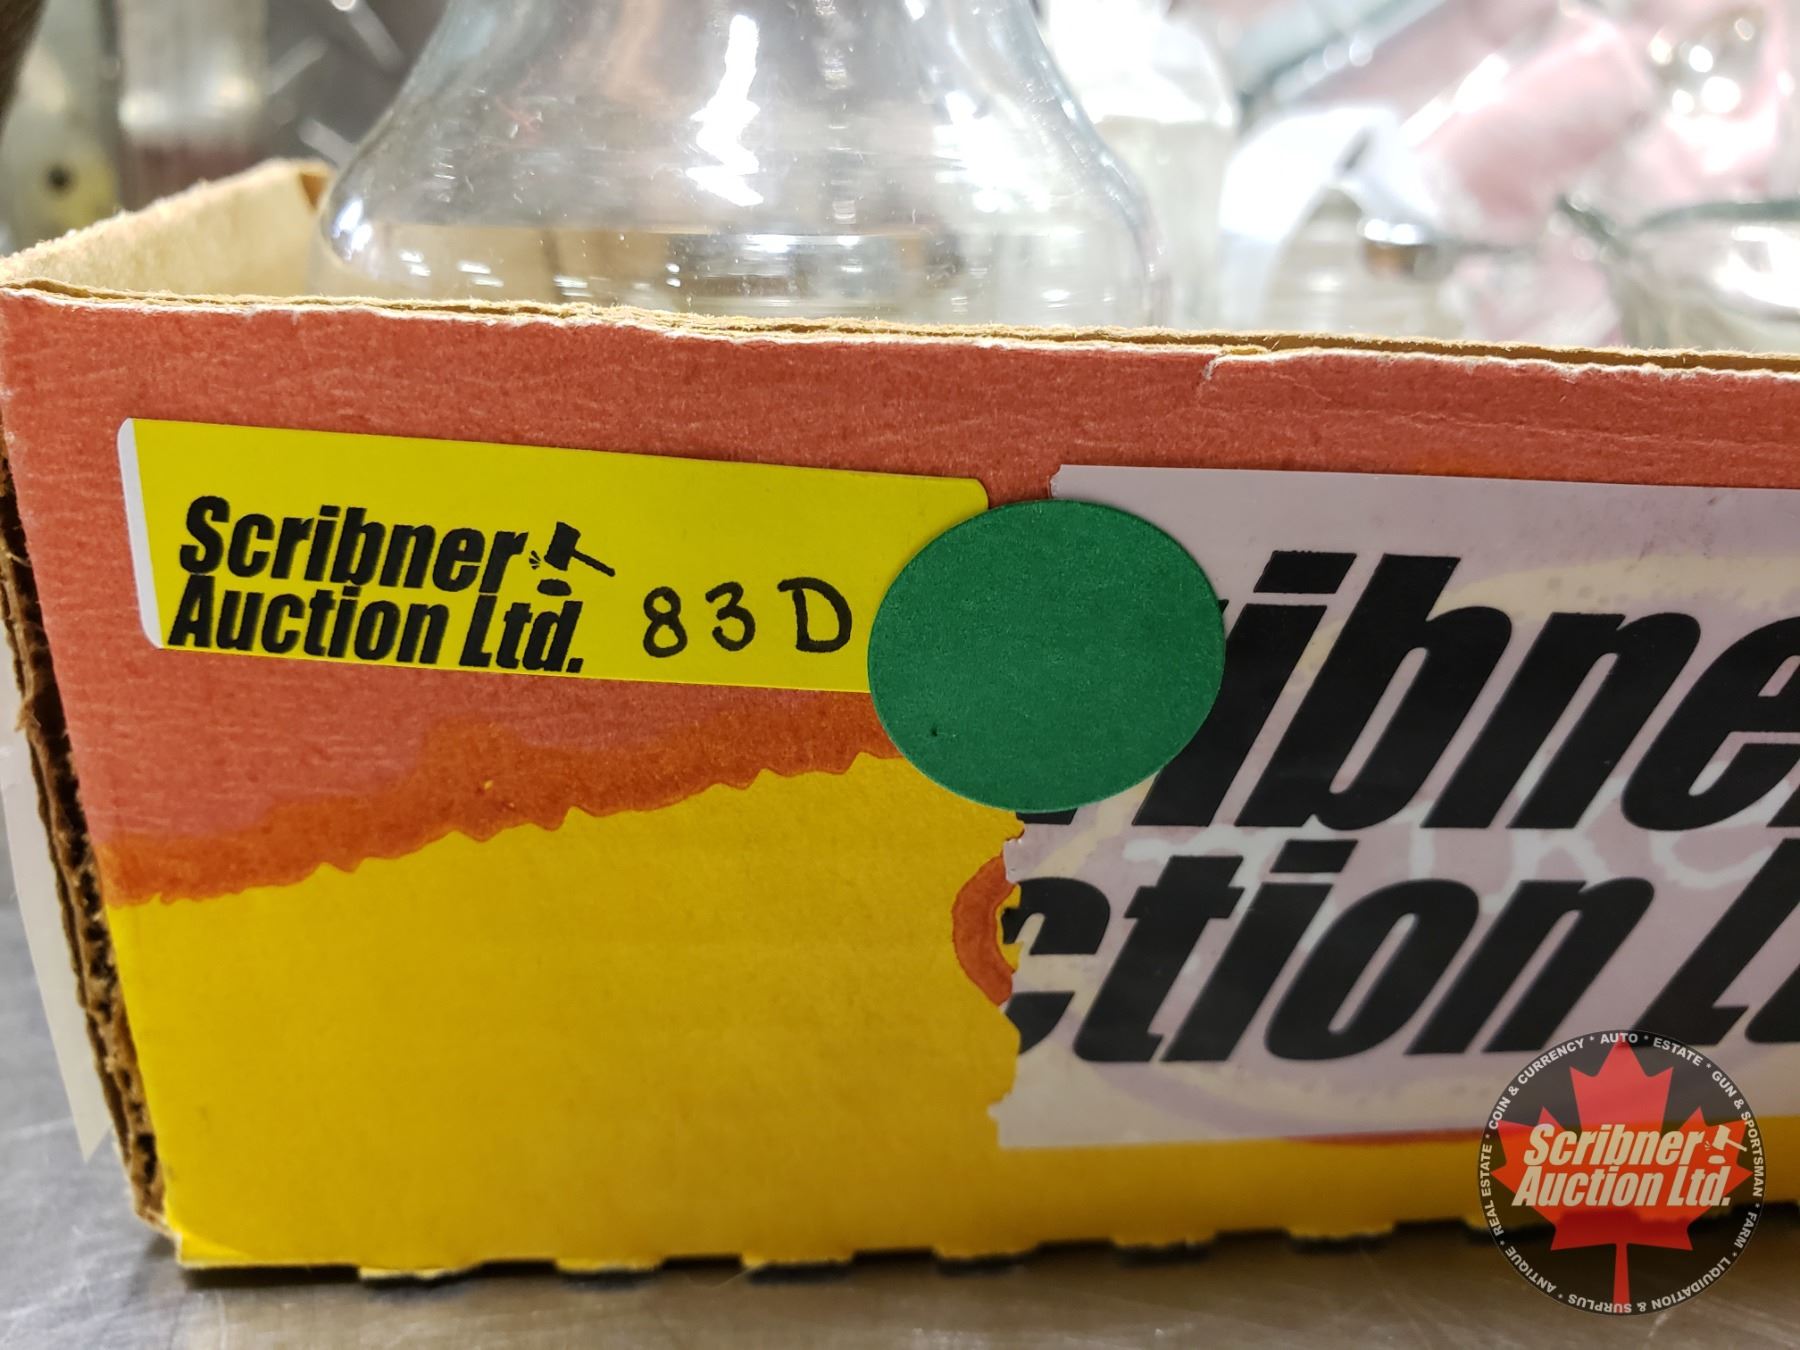 Scribner
Auction Ltd. 83D
ibne
ction L
Scribner
Auction Ltd.
COIN & CURRENCY * AUTO * ESTATE * GUN & SPORTSMAN * FARM * LIQUIDATION & SURPLUS * ANTIQUE * REAL ESTATE *